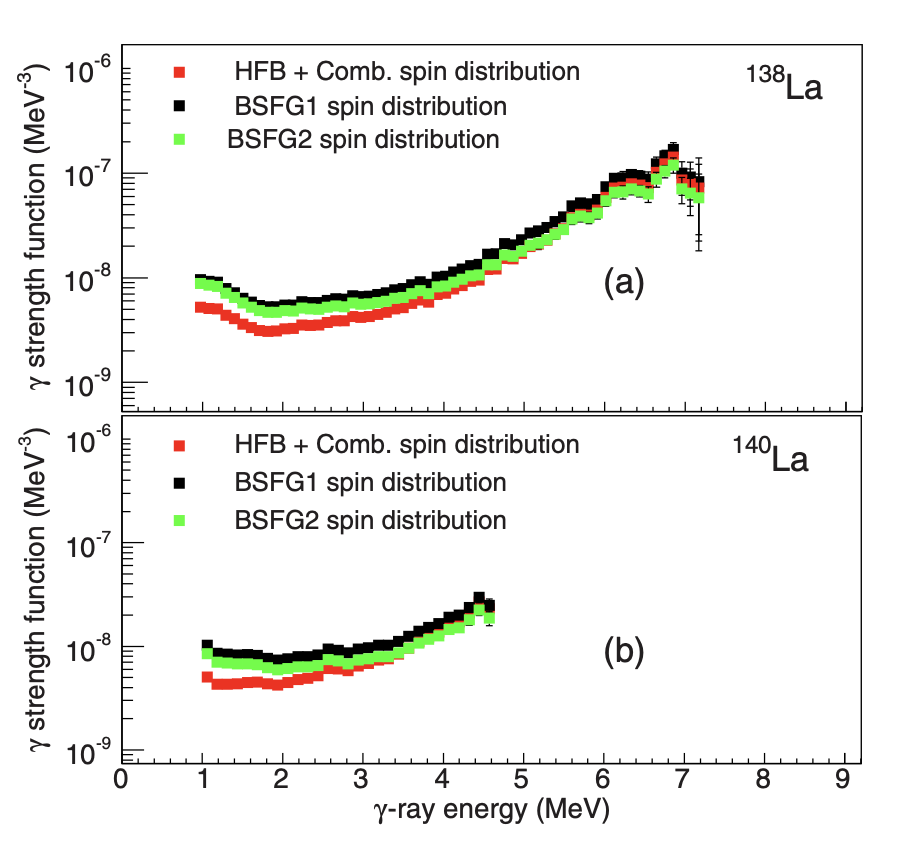 10⁻⁶
HFB + Comb. spin distribution
¹³⁸La
BSFG1 spin distribution
BSFG2 spin distribution
10⁻⁷
10⁻⁸
(a)
10⁻⁹
γ strength function (MeV⁻³)
10⁻⁶
HFB + Comb. spin distribution
¹⁴⁰La
BSFG1 spin distribution
BSFG2 spin distribution
10⁻⁷
10⁻⁸
(b)
10⁻⁹
γ strength function (MeV⁻³)
0 1 2 3 4 5 6 7 8 9
γ-ray energy (MeV)